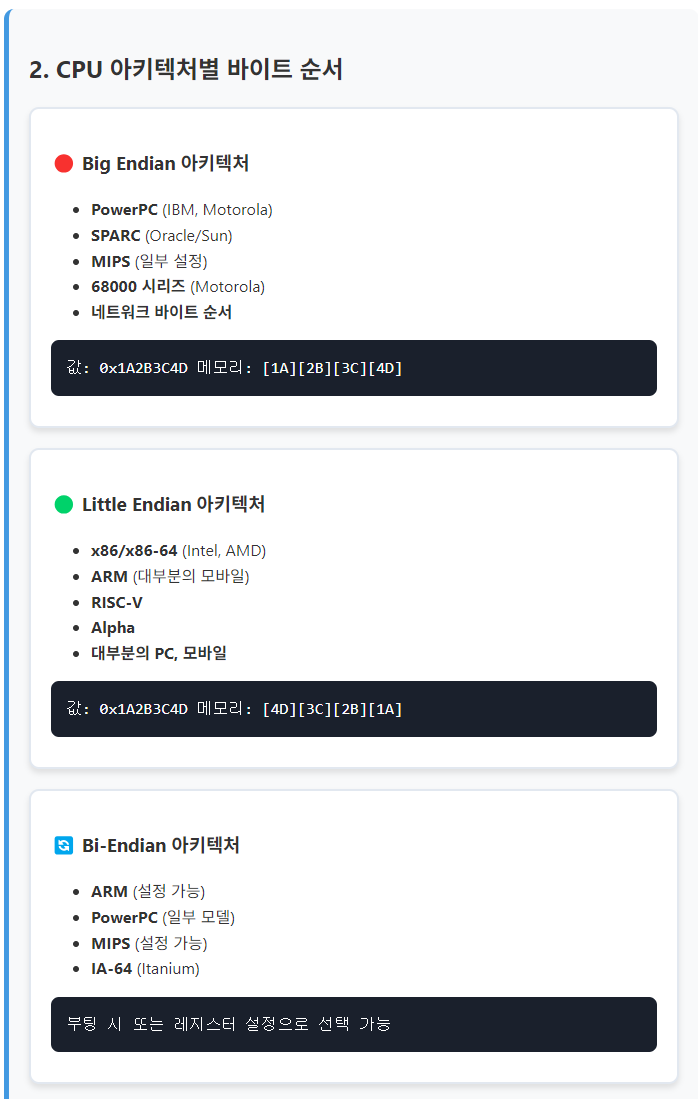 2. CPU 아키텍처별 바이트 순서
Big Endian 아키텍처
PowerPC (IBM, Motorola)
SPARC (Oracle/Sun)
MIPS (일부 설정)
68000 시리즈 (Motorola)
네트워크 바이트 순서
값: 0x1A2B3C4D 메모리: [1A][2B][3C][4D]
Little Endian 아키텍처
x86/x86-64 (Intel, AMD)
ARM (대부분의 모바일)
RISC-V
Alpha
대부분의 PC, 모바일
값: 0x1A2B3C4D 메모리: [4D][3C][2B][1A]
Bi-Endian 아키텍처
ARM (설정 가능)
PowerPC (일부 모델)
MIPS (설정 가능)
IA-64 (Itanium)
부팅 시 또는 레지스터 설정으로 선택 가능